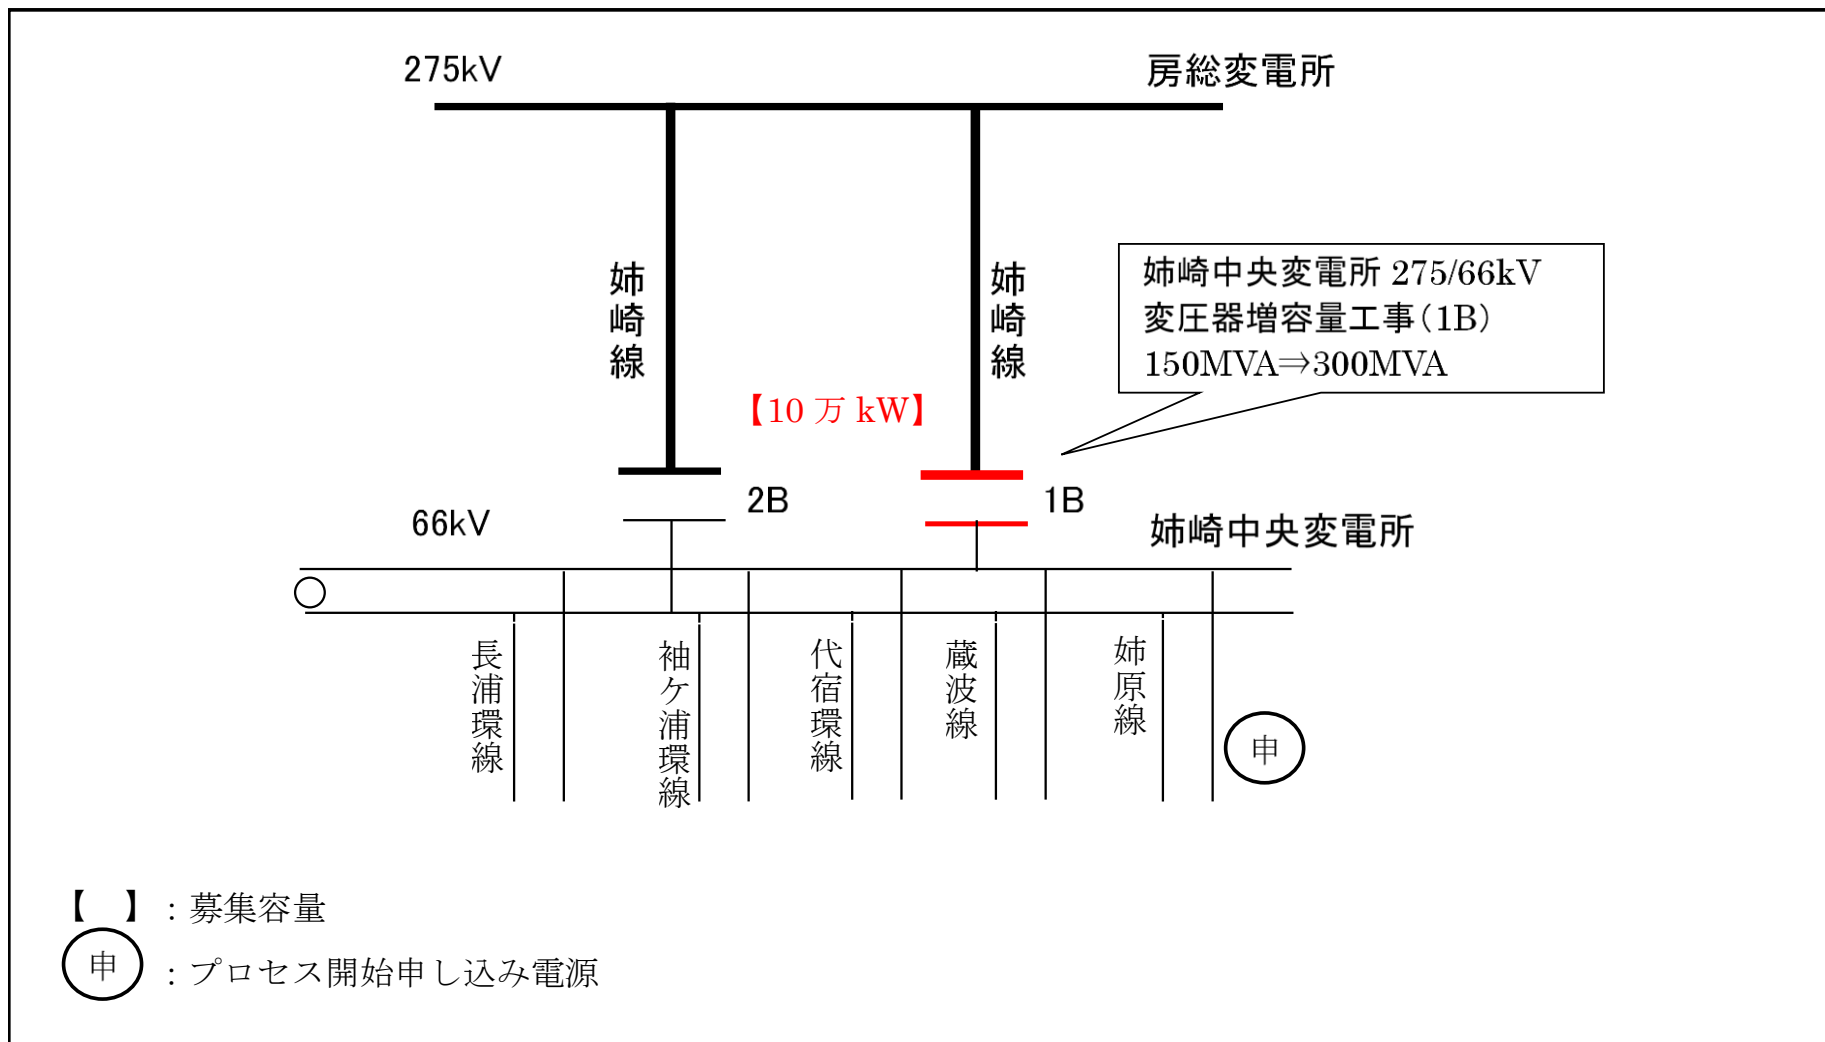 275kV
房総変電所
姉崎線
姉崎線
姉崎中央変電所 275/66kV
変圧器増容量工事(1B)
150MVA⇒300MVA
【10 万 kW】
2B
1B
66kV
姉崎中央変電所
長浦環線
袖ケ浦環線
代宿環線
蔵波線
姉原線
申
【 】：募集容量
申：プロセス開始申し込み電源